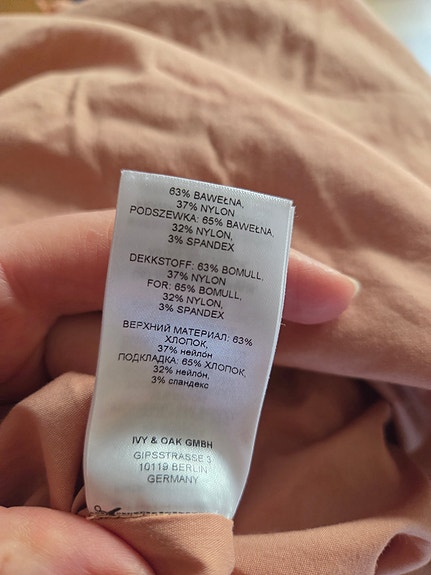 63% BAWEŁNA,
37% NYLON
PODSZEWKA: 65% BAWEŁNA,
32% NYLON,
3% SPANDEX
DEKKSTOFF: 63% BOMULL,
37% NYLON
FOR: 65% BOMULL,
32% NYLON,
3% SPANDEX
ВЕРХНИЙ МАТЕРИАЛ: 63%
ХЛОПОК,
37% нейлón
ПОДКЛАДКА: 65% ХЛОПОК,
32% нейлón,
3% спандекс
IVY & OAK GMBH
GIPSSTRASSE 3
10119 BERLIN
GERMANY